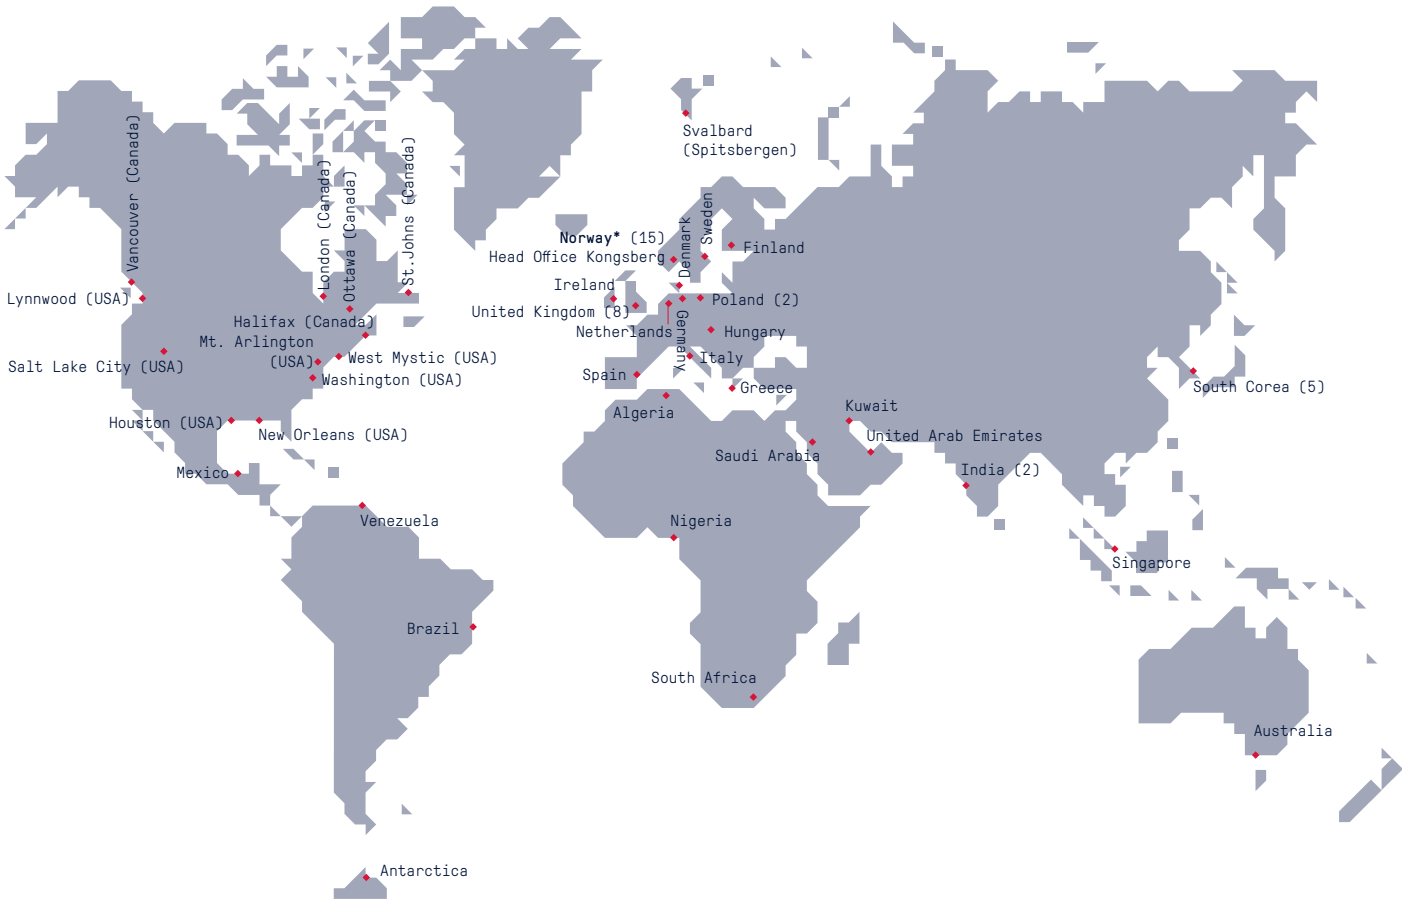 Vancouver (Canada)
London (Canada)
Ottawa (Canada)
St.Johns (Canada)
Svalbard
(Spitsbergen)
Norway* (15)
Head Office Kongsberg
Denmark
Sweden
Finland
Lynnwood (USA)
Ireland
United Kingdom (8)
Poland (2)
Halifax (Canada)
Netherlands
Germany
Hungary
Mt. Arlington
(USA)
West Mystic (USA)
Italy
Salt Lake City (USA)
Washington (USA)
Spain
Greece
South Corea (5)
Algeria
Kuwait
Houston (USA)
New Orleans (USA)
United Arab Emirates
Saudi Arabia
Mexico
India (2)
Venezuela
Nigeria
Singapore
Brazil
South Africa
Australia
Antarctica